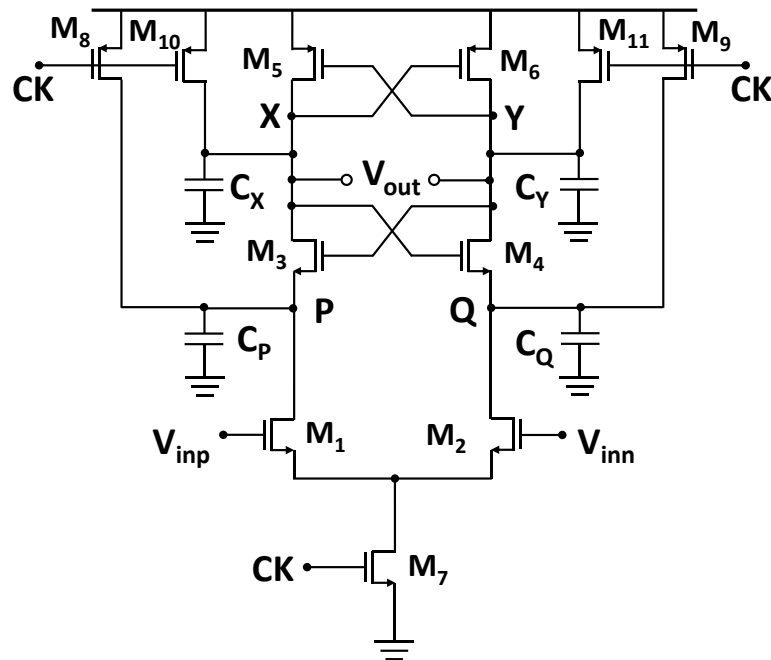 M8 M10 M11 M9
CK M5 M6 CK
X Y
CX Vout CY
M3 M4
P Q
CP CQ
Vinp M1 M2 Vinn
CK M7